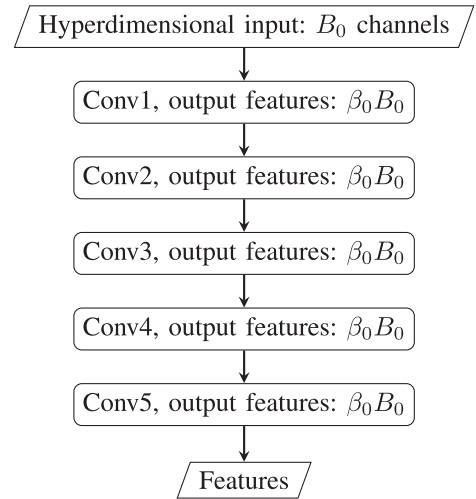 Hyperdimensional input: B₀ channels
Conv1, output features: β₀B₀
Conv2, output features: β₀B₀
Conv3, output features: β₀B₀
Conv4, output features: β₀B₀
Conv5, output features: β₀B₀
Features